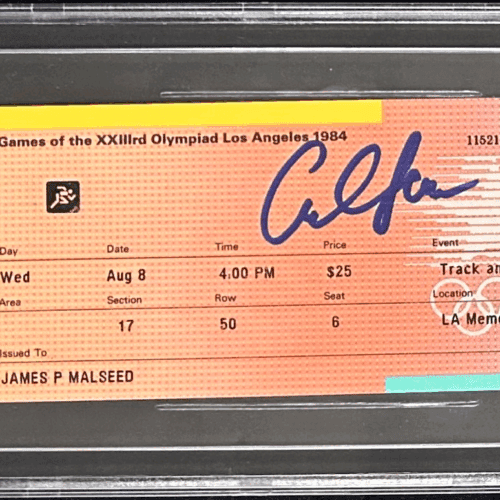 Games of the XXIIIrd Olympiad Los Angeles 1984 11521
Day Date Time Price Event
Wed Aug 8 4:00 PM $25 Track an
Area Section Row Seat Location
17 50 6 LA Memo
Issued To
JAMES P MALSEED